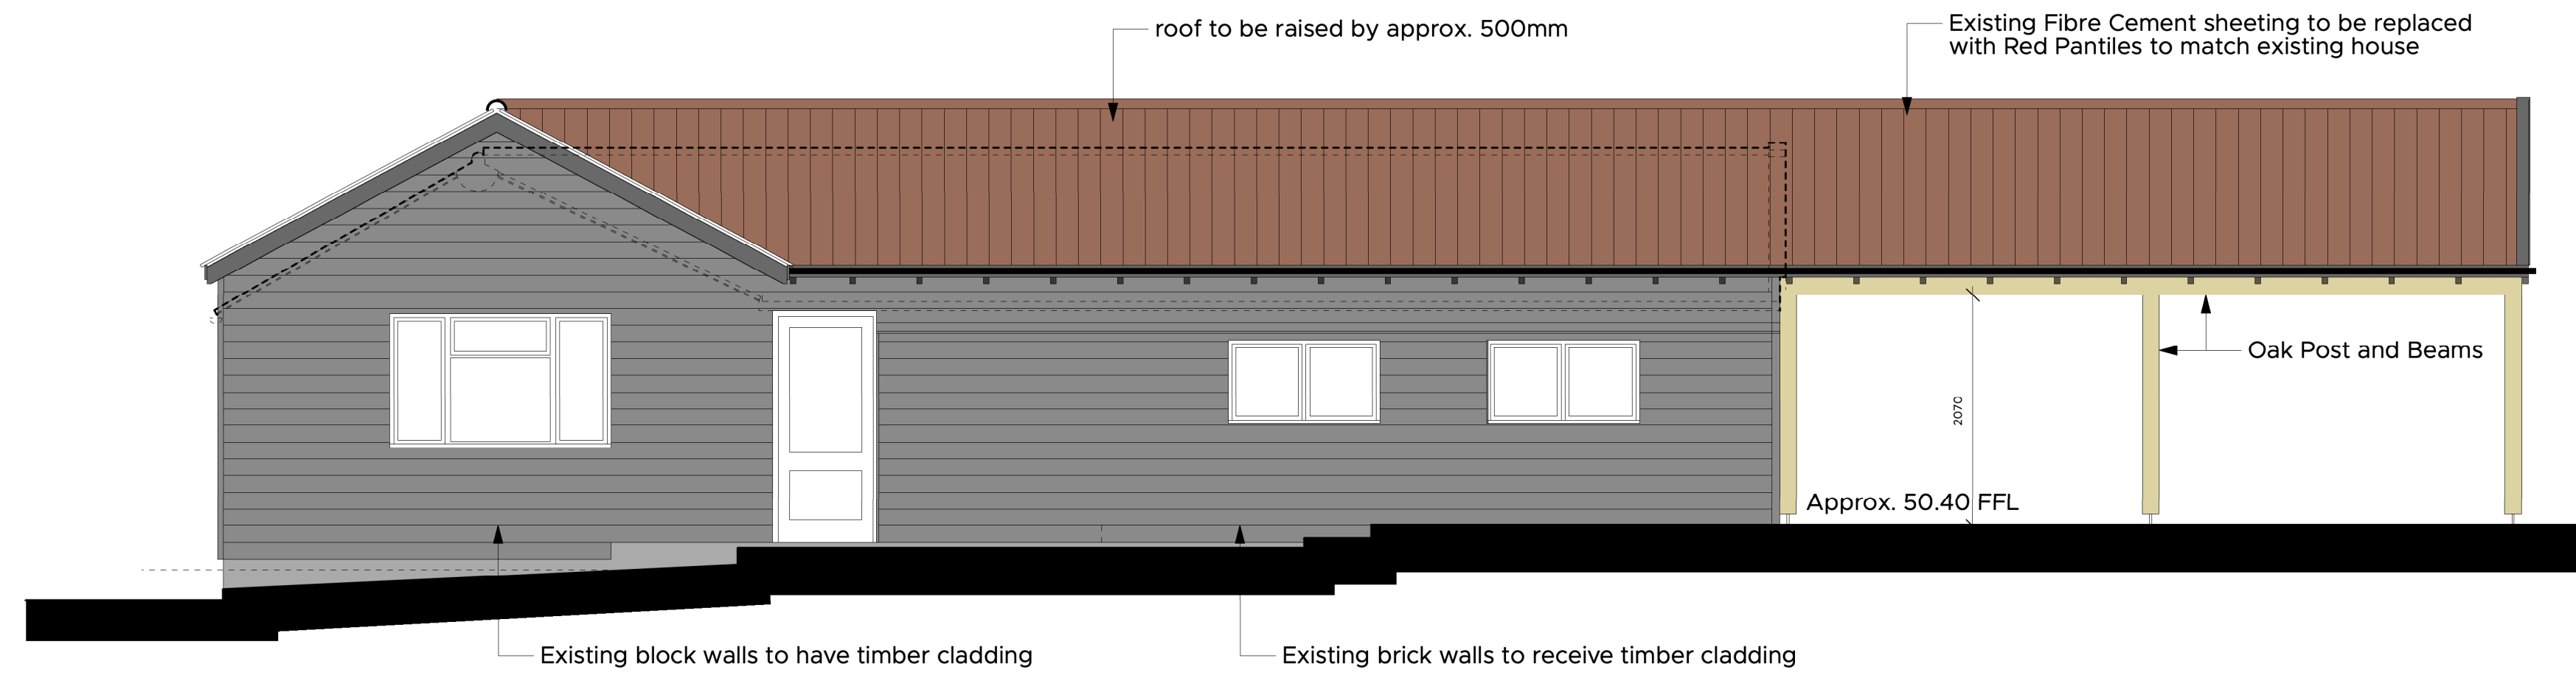 roof to be raised by approx. 500mm
Existing Fibre Cement sheeting to be replaced
with Red Pantiles to match existing house
Oak Post and Beams
2070
Approx. 50.40 FFL
Existing block walls to have timber cladding
Existing brick walls to receive timber cladding